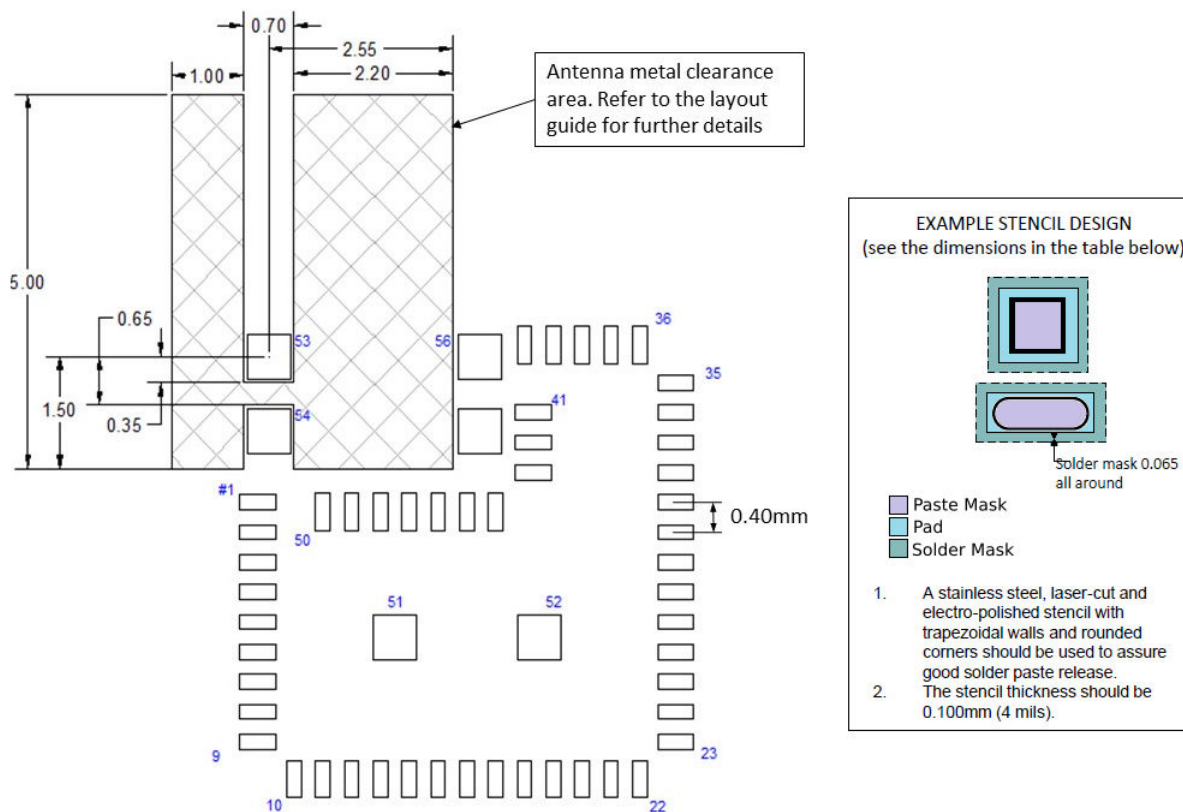 0.70
2.55
1.00
2.20
Antenna metal clearance
area. Refer to the layout
guide for further details
5.00
0.65
1.50
0.35
53
56
36
35
54
41
#1
50
0.40mm
51
52
9
10
22
23
EXAMPLE STENCIL DESIGN
(see the dimensions in the table below)
Solder mask 0.065
all around
Paste Mask
Pad
Solder Mask
1. A stainless steel, laser-cut and
electro-polished stencil with
trapezoidal walls and rounded
corners should be used to assure
good solder paste release.
2. The stencil thickness should be
0.100mm (4 mils).